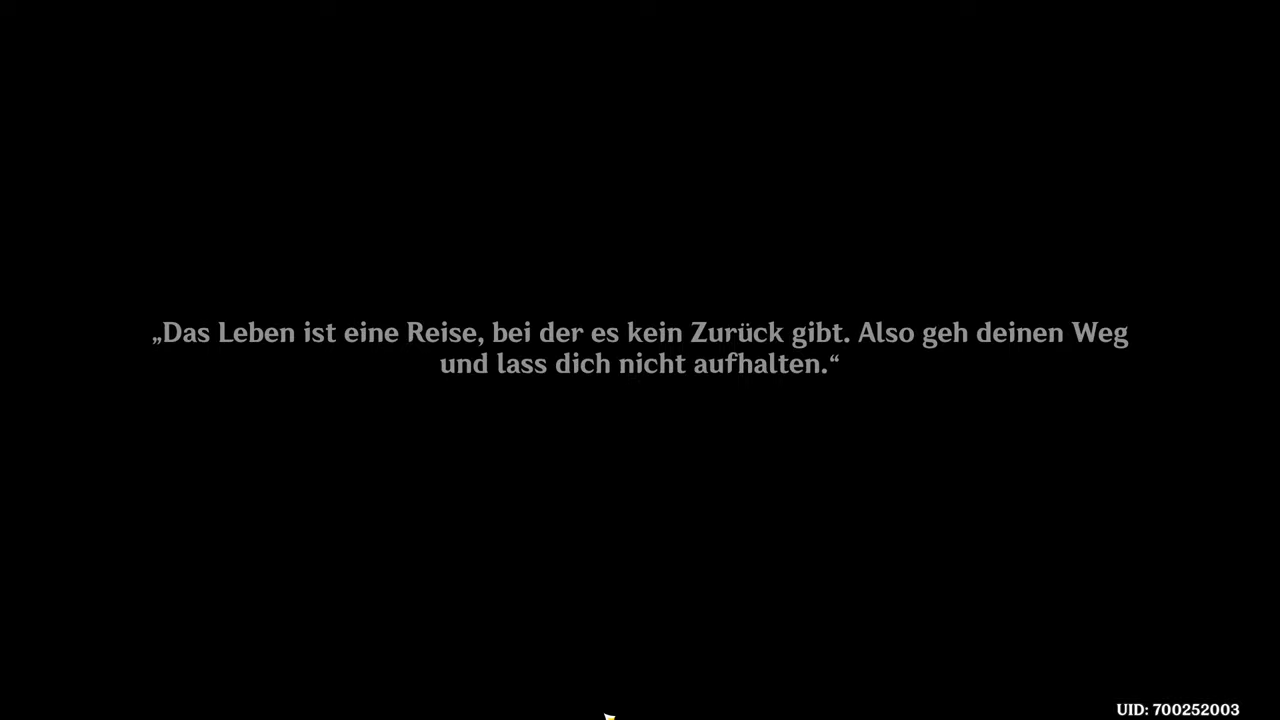 „Das Leben ist eine Reise, bei der es kein Zurück gibt. Also geh deinen Weg
und lass dich nicht aufhalten.“
UID: 700252003